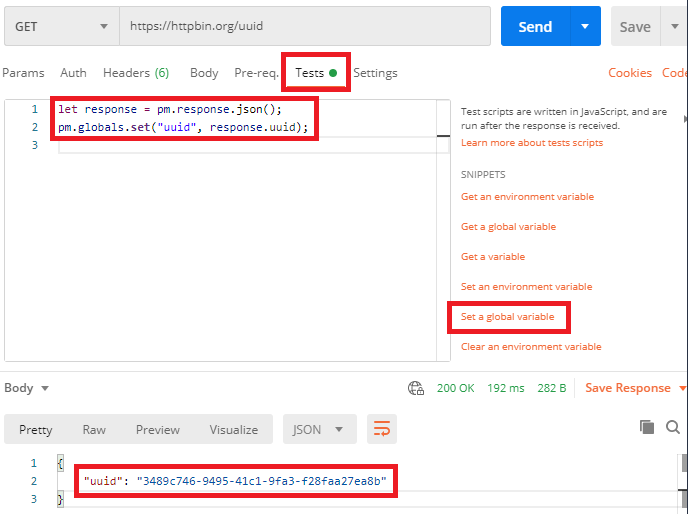 GET https://httpbin.org/uuid Send Save
Params Auth Headers (6) Body Pre-req. Tests Settings Cookies
1 let response = pm.response.json();
2 pm.globals.set("uuid", response.uuid);
3
Test scripts are written in JavaScript, and are
run after the response is received.
Learn more about tests scripts
SNIPPETS
Get an environment variable
Get a global variable
Get a variable
Set an environment variable
Set a global variable
Clear an environment variable
Body 200 OK 192 ms 282 B Save Response
Pretty Raw Preview Visualize JSON
1 {
2 "uuid": "3489c746-9495-41c1-9fa3-f28faa27ea8b"
3 }